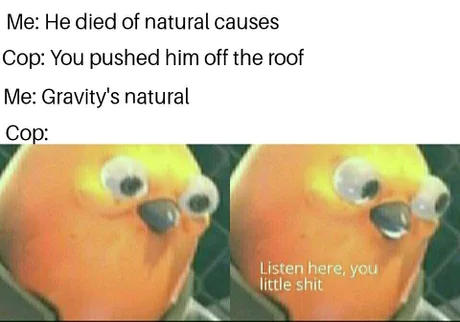 Me: He died of natural causes
Cop: You pushed him off the roof
Me: Gravity's natural
Cop:
Listen here, you
little shit